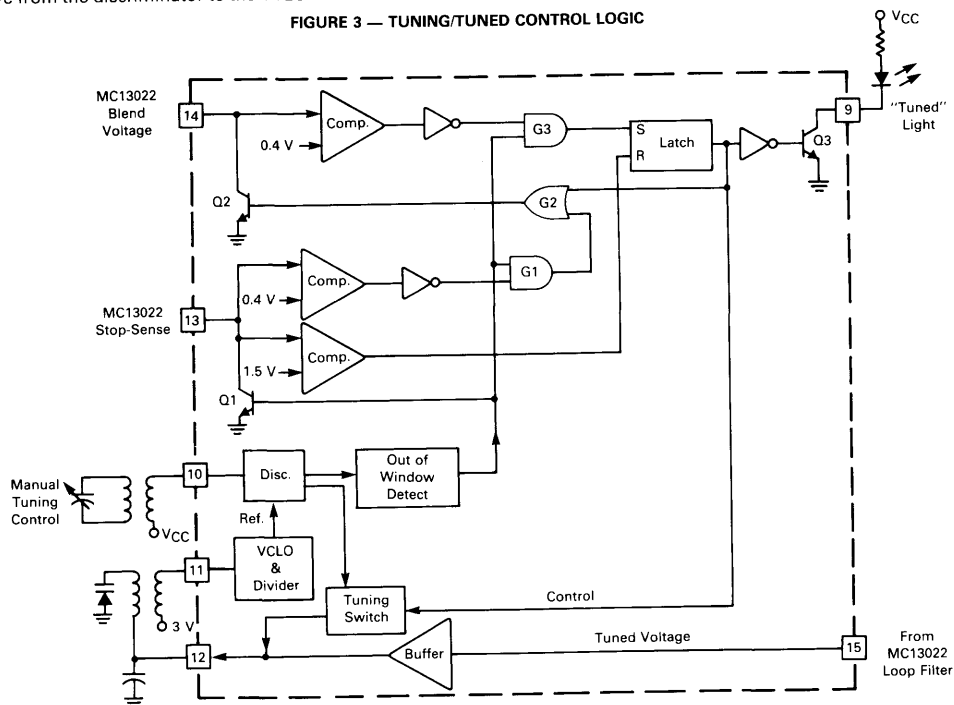 FIGURE 3 — TUNING/TUNED CONTROL LOGIC
VCC
MC13022
Blend
Voltage
14
Comp.
0.4 V
G3
S
R
Latch
Q3
9
"Tuned"
Light
Q2
G2
Comp.
0.4 V
G1
MC13022
Stop-Sense
13
Comp.
1.5 V
Q1
Manual
Tuning
Control
VCC
10
Disc.
Out of
Window
Detect
Ref.
11
VCLO
&
Divider
3 V
Tuning
Switch
Control
12
Buffer
Tuned Voltage
15
From
MC13022
Loop Filter